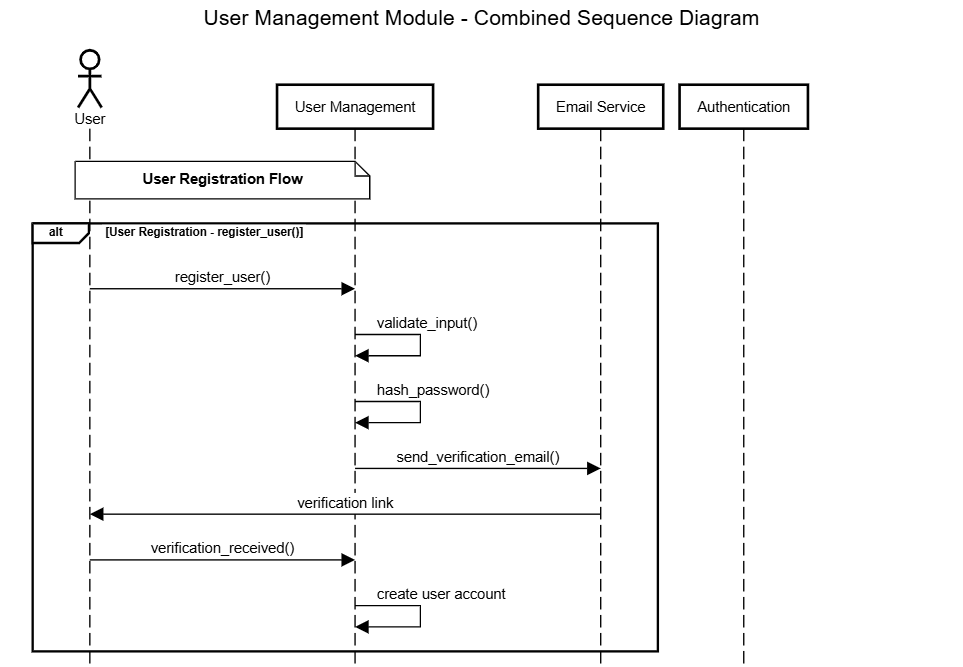 User Management Module - Combined Sequence Diagram
User
User Management
Email Service
Authentication
User Registration Flow
alt
[User Registration - register_user()]
register_user()
validate_input()
hash_password()
send_verification_email()
verification link
verification_received()
create user account